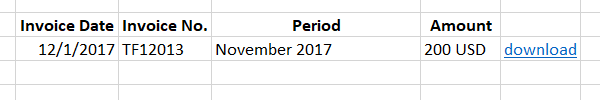 Invoice Date Invoice No. Period Amount
12/1/2017 TF12013 November 2017 200 USD download